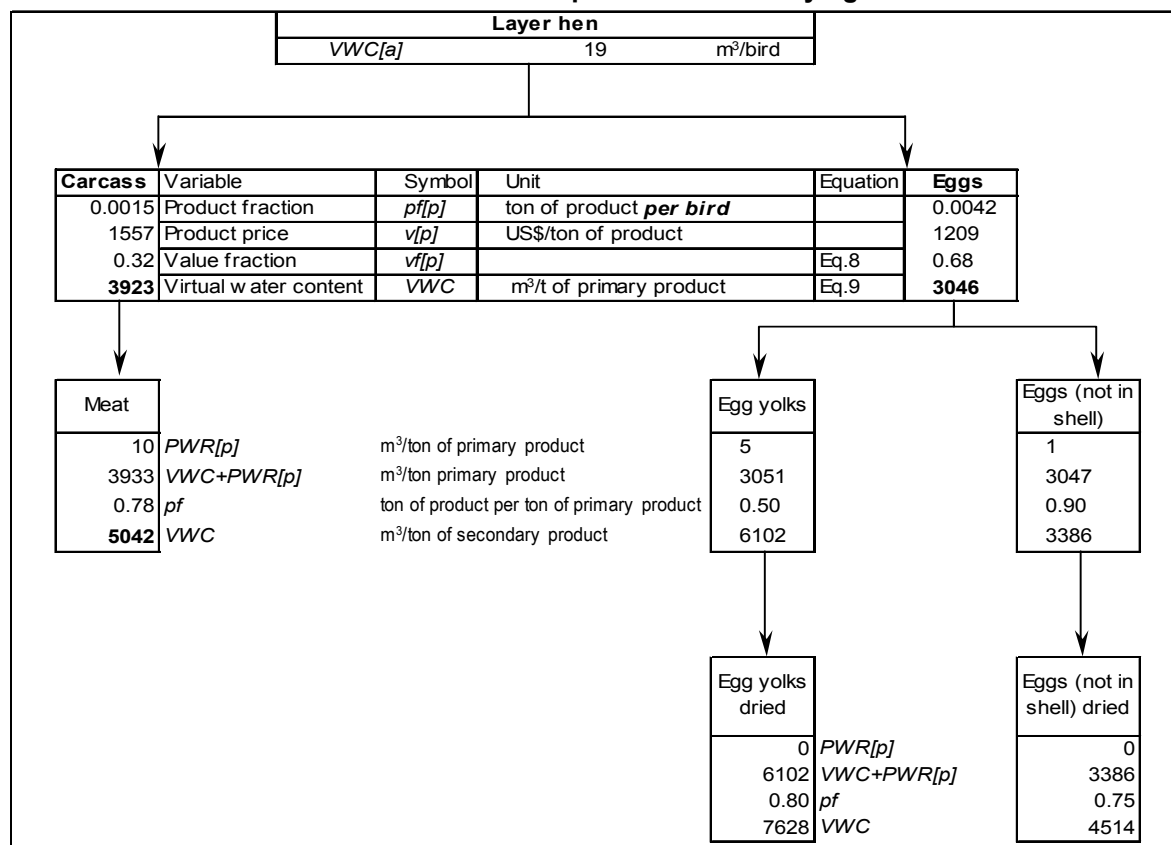 Layer hen
VWC[a] 19 m³/bird
Carcass Variable Symbol Unit Equation Eggs
0.0015 Product fraction pf[p] ton of product per bird 0.0042
1557 Product price v[p] US$/ton of product 1209
0.32 Value fraction vf[p] Eq.8 0.68
3923 Virtual water content VWC m³/t of primary product Eq.9 3046
Meat Egg yolks Eggs (not in
shell)
10 PWR[p] m³/ton of primary product 5 1
3933 VWC+PWR[p] m³/ton primary product 3051 3047
0.78 pf ton of product per ton of primary product 0.50 0.90
5042 VWC m³/ton of secondary product 6102 3386
Egg yolks Eggs (not in
dried shell) dried
0 PWR[p] 0
6102 VWC+PWR[p] 3386
0.80 pf 0.75
7628 VWC 4514